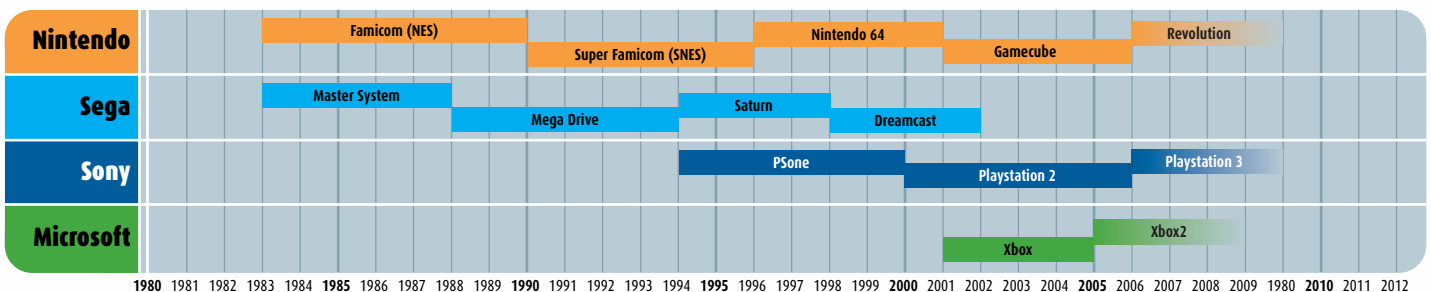 Nintendo
Famicom (NES)
Super Famicom (SNES)
Nintendo 64
Gamecube
Revolution
Sega
Master System
Mega Drive
Saturn
Dreamcast
Sony
PSone
Playstation 2
Playstation 3
Microsoft
Xbox
Xbox2
1980 1981 1982 1983 1984 1985 1986 1987 1988 1989 1990 1991 1992 1993 1994 1995 1996 1997 1998 1999 2000 2001 2002 2003 2004 2005 2006 2007 2008 2009 1980 2010 2011 2012